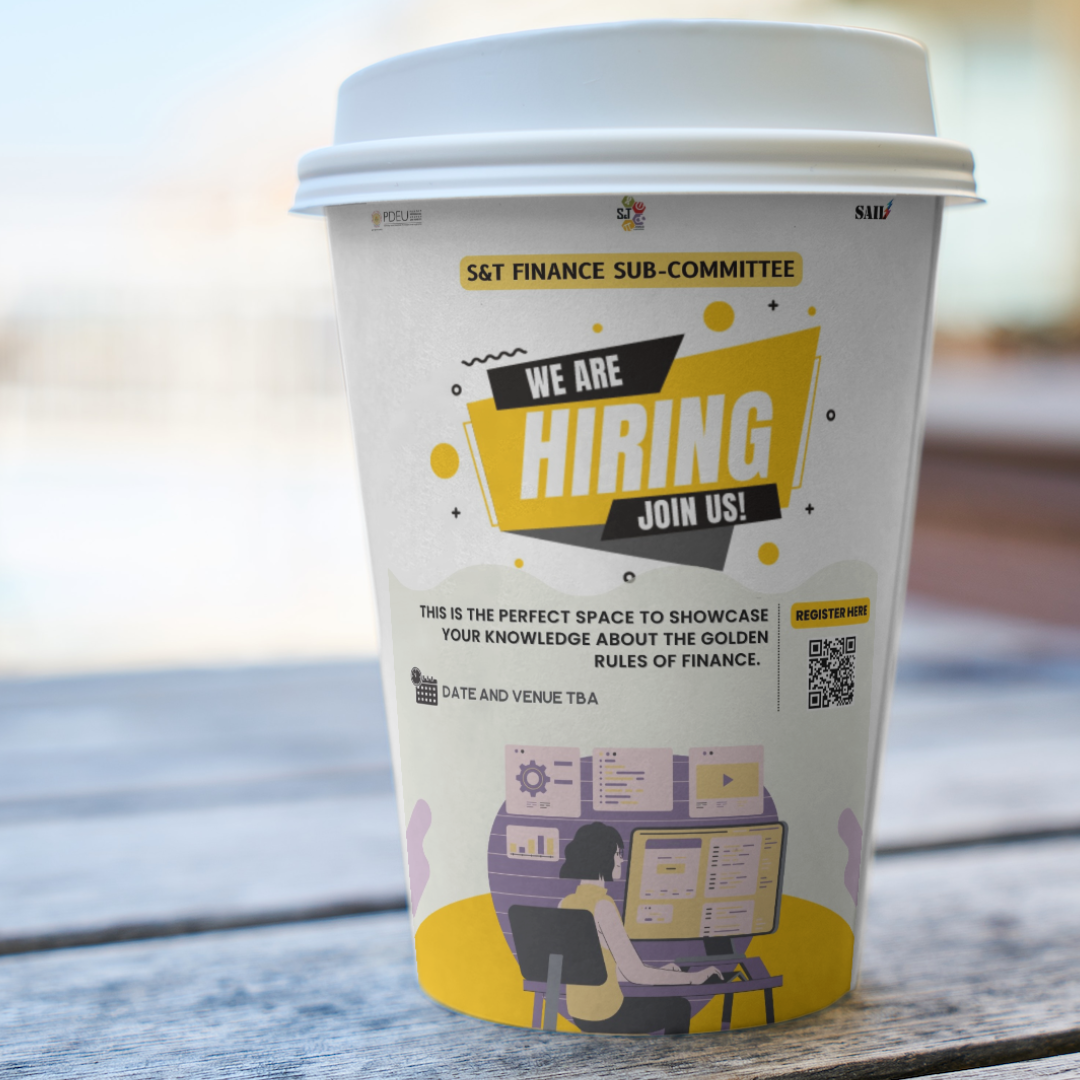 PDEU
S&T
SAIL
S&T FINANCE SUB-COMMITTEE
WE ARE
HIRING
JOIN US!
THIS IS THE PERFECT SPACE TO SHOWCASE
YOUR KNOWLEDGE ABOUT THE GOLDEN
RULES OF FINANCE.
REGISTER HERE
DATE AND VENUE TBA